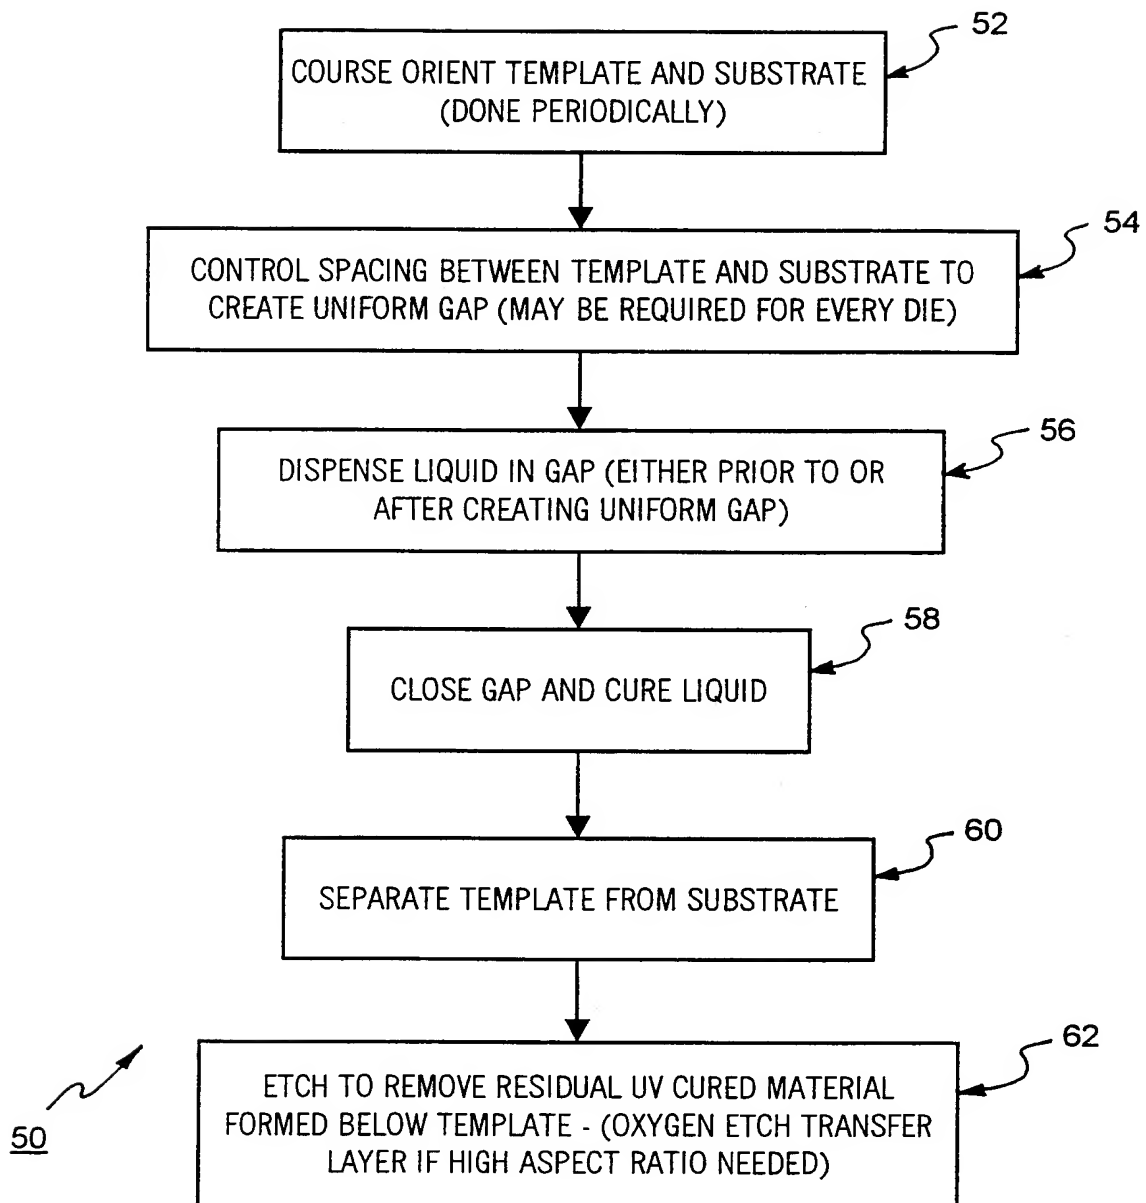 52
COURSE ORIENT TEMPLATE AND SUBSTRATE
(DONE PERIODICALLY)
54
CONTROL SPACING BETWEEN TEMPLATE AND SUBSTRATE TO
CREATE UNIFORM GAP (MAY BE REQUIRED FOR EVERY DIE)
56
DISPENSE LIQUID IN GAP (EITHER PRIOR TO OR
AFTER CREATING UNIFORM GAP)
58
CLOSE GAP AND CURE LIQUID
60
SEPARATE TEMPLATE FROM SUBSTRATE
62
ETCH TO REMOVE RESIDUAL UV CURED MATERIAL
FORMED BELOW TEMPLATE - (OXYGEN ETCH TRANSFER
LAYER IF HIGH ASPECT RATIO NEEDED)
50